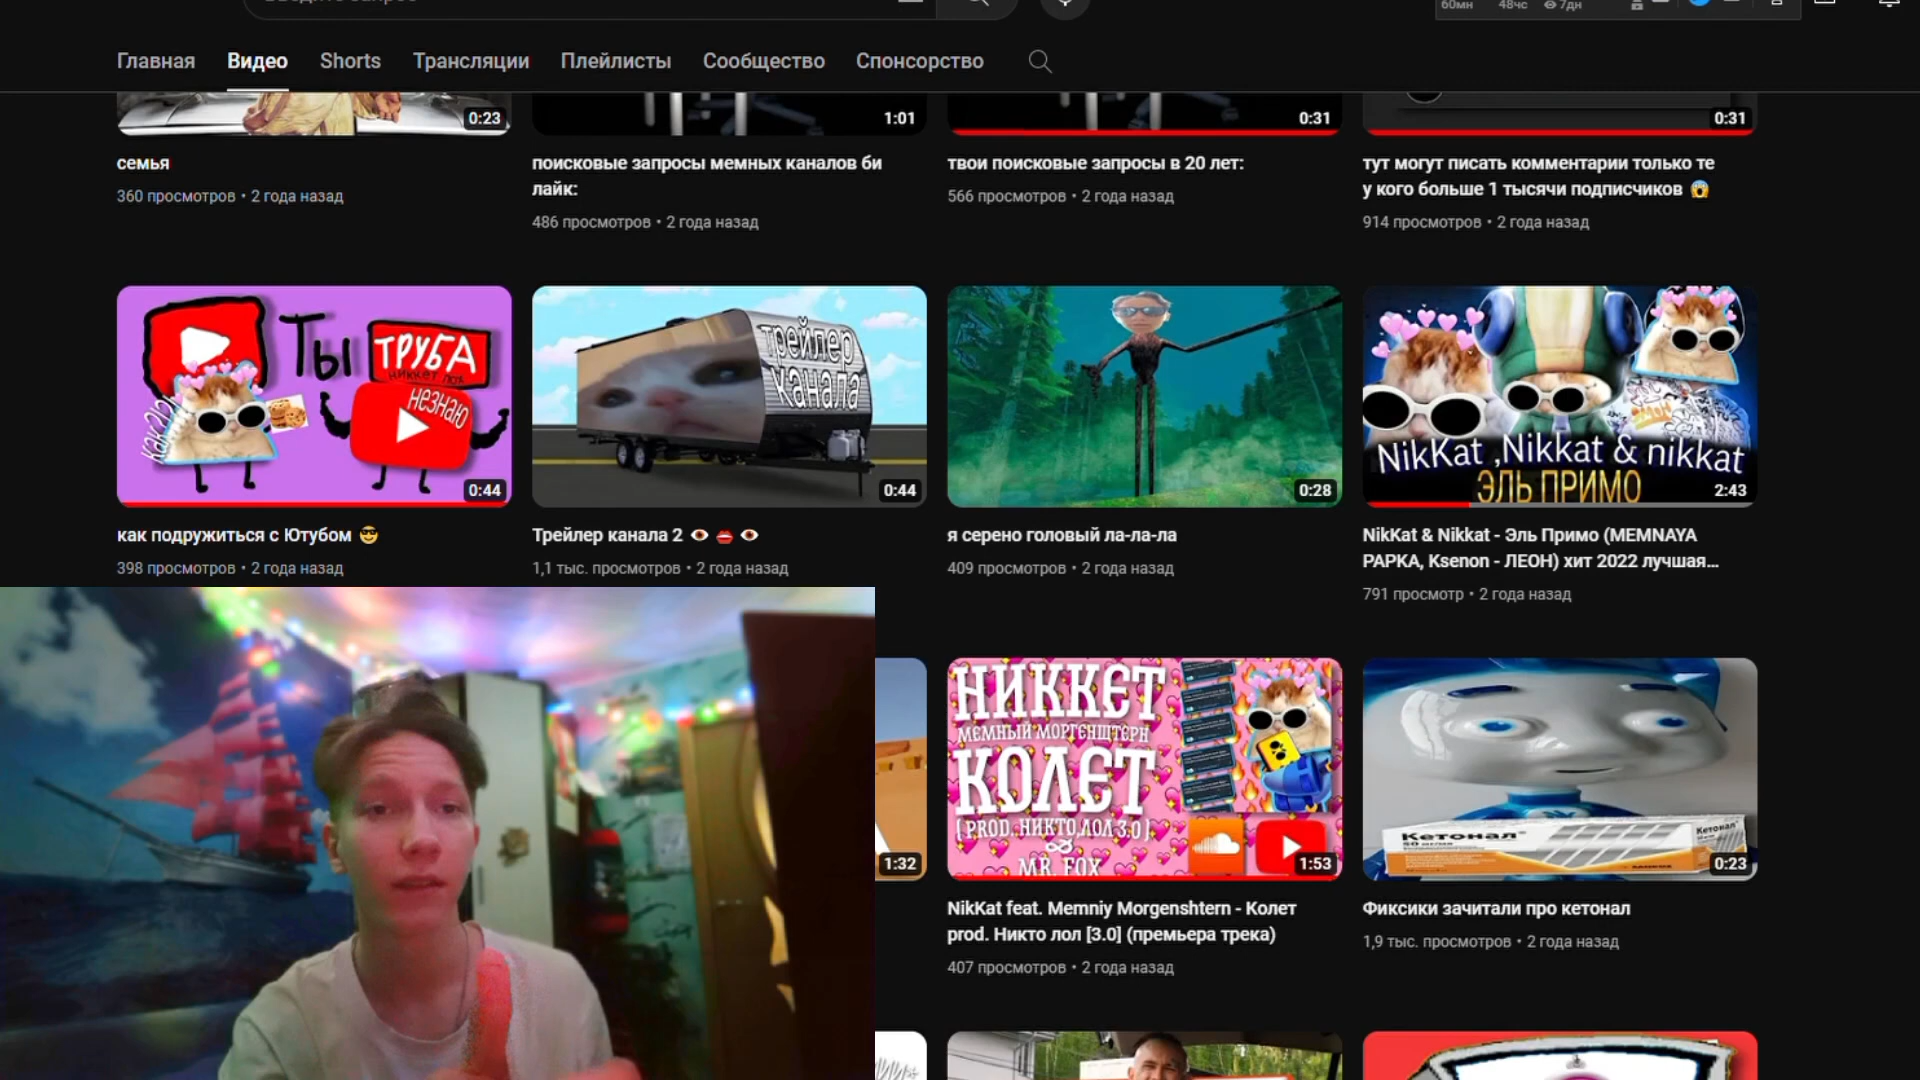 60мн 48чс 7дн
Главная Видео Shorts Трансляции Плейлисты Сообщество Спонсорство
0:23
1:01
0:31
0:31
семья
360 просмотров • 2 года назад
поисковые запросы мемных каналов би
лайк:
486 просмотров • 2 года назад
твои поисковые запросы в 20 лет:
566 просмотров • 2 года назад
тут могут писать комментарии только те
у кого больше 1 тысячи подписчиков 😱
914 просмотров • 2 года назад
Ты ТРУБА
никкет лох
незнаю
как?!?!
0:44
трейлер
канала
0:44
0:28
NikKat ,Nikkat & nikkat
ЭЛЬ ПРИМО
2:43
как подружиться с Ютубом 😎
398 просмотров • 2 года назад
Трейлер канала 2 👁️ 👄 👁️
1,1 тыс. просмотров • 2 года назад
я серено головый ла-ла-ла
409 просмотров • 2 года назад
NikKat & Nikkat - Эль Примо (MEMNAYA
PAPKA, Ksenon - ЛЕОН) хит 2022 лучшая...
791 просмотр • 2 года назад
1:32
НИККЕТ
МЕМНЫЙ МОРГЕНШТЕРН
КОЛЕТ
[PROD. НИКТО ЛОЛ 3.0]
MR. FOX
1:53
Кетонал®
Кетонал
0:23
NikKat feat. Memniy Morgenshtern - Колет
prod. Никто лол [3.0] (премьера трека)
407 просмотров • 2 года назад
Фиксики зачитали про кетонал
1,9 тыс. просмотров • 2 года назад